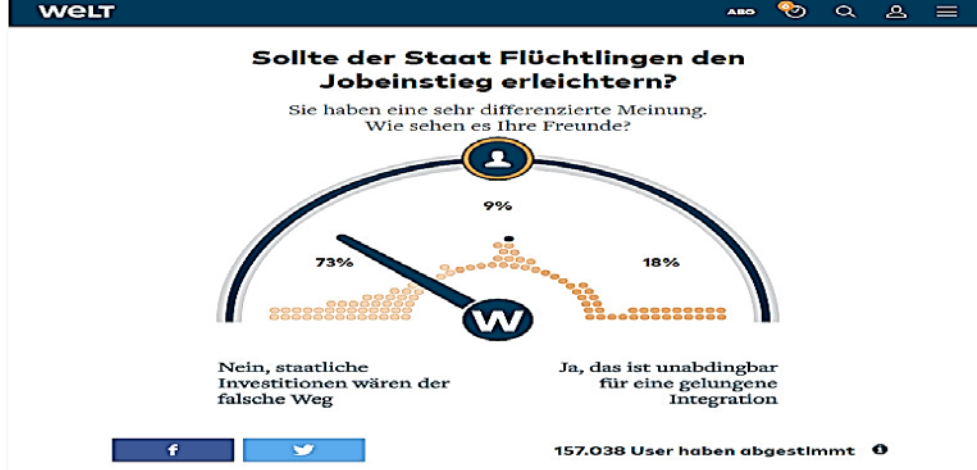 WELT
ABO 6
Sollte der Staat Flüchtlingen den
Jobeinstieg erleichtern?
Sie haben eine sehr differenzierte Meinung.
Wie sehen es Ihre Freunde?
9%
73%
18%
W
Nein, staatliche
Investitionen wären der
falsche Weg
Ja, das ist unabdingbar
für eine gelungene
Integration
f
157.038 User haben abgestimmt i